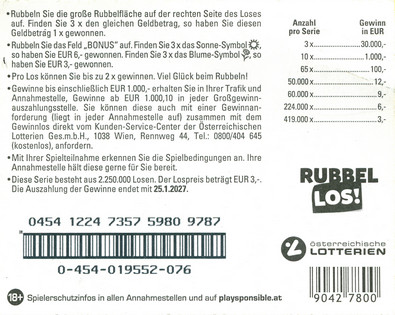 • Rubbeln Sie die große Rubbelfläche auf der rechten Seite des Loses
auf. Finden Sie 3 x den gleichen Geldbetrag, so haben Sie diesen
Geldbetrag 1 x gewonnen.
• Rubbeln Sie das Feld „BONUS" auf. Finden Sie 3 x das Sonne-Symbol,
so haben Sie EUR 6,- gewonnen. Finden Sie 3 x das Blume-Symbol, so
haben Sie EUR 3,- gewonnen.
• Pro Los können Sie bis zu 2 x gewinnen. Viel Glück beim Rubbeln!
• Gewinne bis einschließlich EUR 1.000,- erhalten Sie in Ihrer Trafik und
Annahmestelle, Gewinne ab EUR 1.000,10 in jeder Großgewinn-
auszahlungsstelle. Sie können diese auch mit einer Gewinnan-
forderung (liegt in jeder Annahmestelle auf) zusammen mit dem
Gewinnlos direkt vom Kunden-Service-Center der Österreichischen
Lotterien Ges.m.b.H., 1038 Wien, Rennweg 44, Tel.: 0800/404 645
(kostenlos), anfordern.
• Mit Ihrer Spielteilnahme erkennen Sie die Spielbedingungen an. Ihre
Annahmestelle hält diese gerne für Sie bereit.
• Diese Serie besteht aus 2.250.000 Losen. Der Lospreis beträgt EUR 3,-.
Die Auszahlung der Gewinne endet mit 25.1.2027.
0454 1224 7357 5980 9787
0-454-019552-076
18+ Spielerschutzinfos in allen Annahmestellen und auf playsponsible.at
Anzahl Gewinn
pro Serie in EUR
3 x 30.000,-
10 x 1.000,-
65 x 100,-
50.000 x 12,-
60.000 x 9,-
224.000 x 6,-
419.000 x 3,-
RUBBEL
LOS!
österreichische
LOTTERIEN
9042 7800